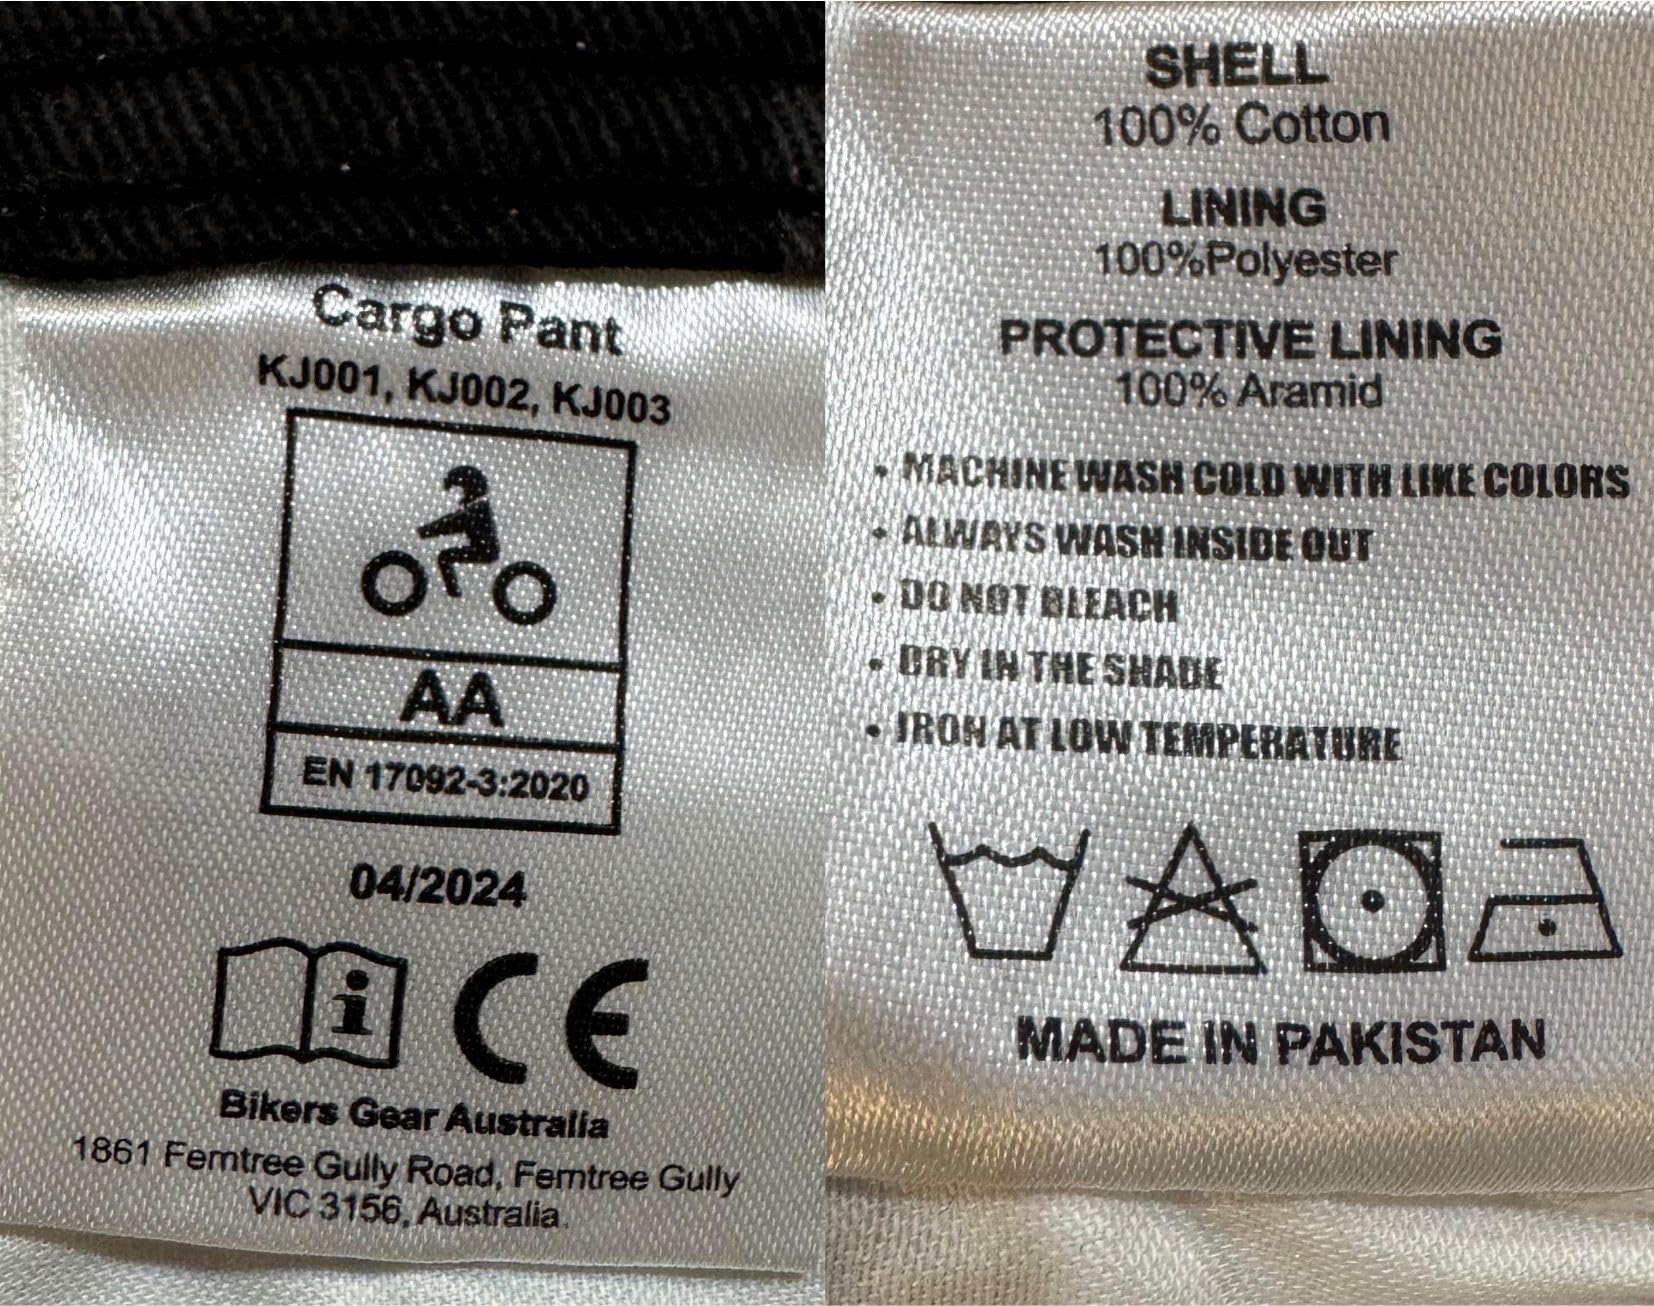 Cargo Pant
KJ001, KJ002, KJ003
AA
EN 17092-3:2020
04/2024
i
CE
Bikers Gear Australia
1861 Ferntree Gully Road, Ferntree Gully
VIC 3156, Australia.
SHELL
100% Cotton
LINING
100%Polyester
PROTECTIVE LINING
100% Aramid
• MACHINE WASH COLD WITH LIKE COLORS
• ALWAYS WASH INSIDE OUT
• DO NOT BLEACH
• DRY IN THE SHADE
• IRON AT LOW TEMPERATURE
MADE IN PAKISTAN